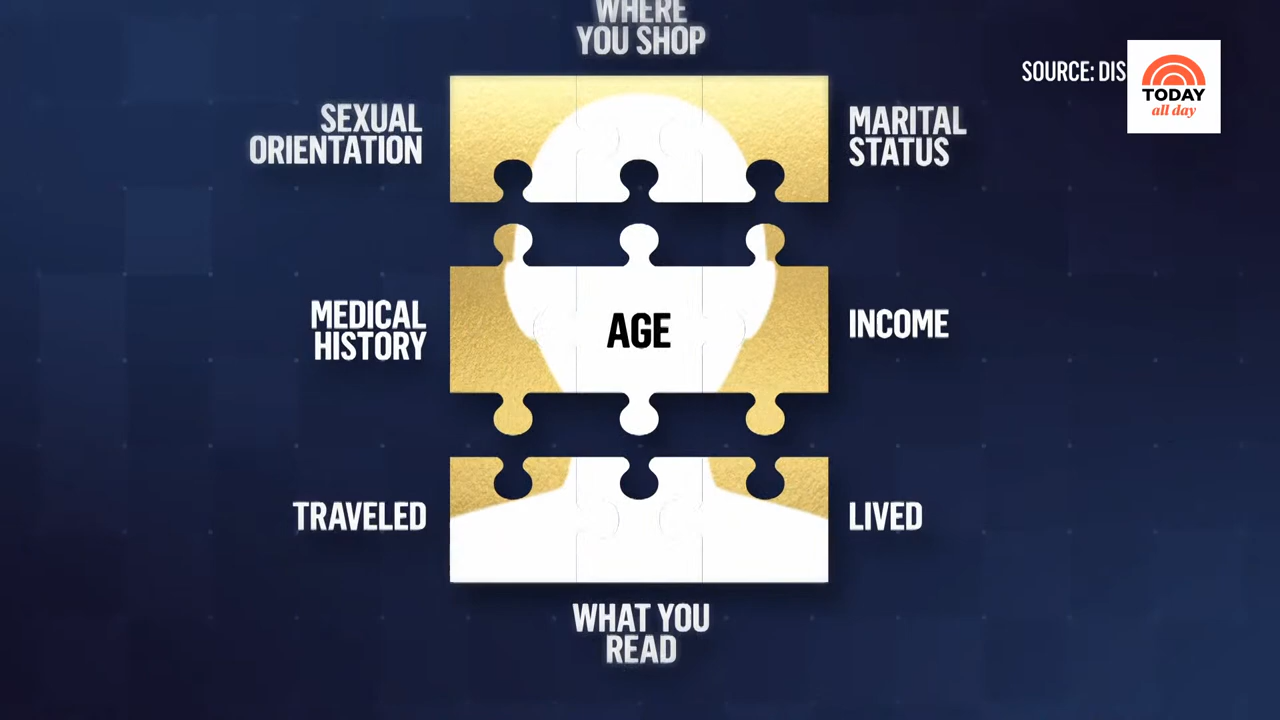 WHERE
YOU SHOP
SOURCE: DIS
TODAY
all day
SEXUAL
ORIENTATION
MARITAL
STATUS
MEDICAL
HISTORY
AGE
INCOME
TRAVELED
LIVED
WHAT YOU
READ